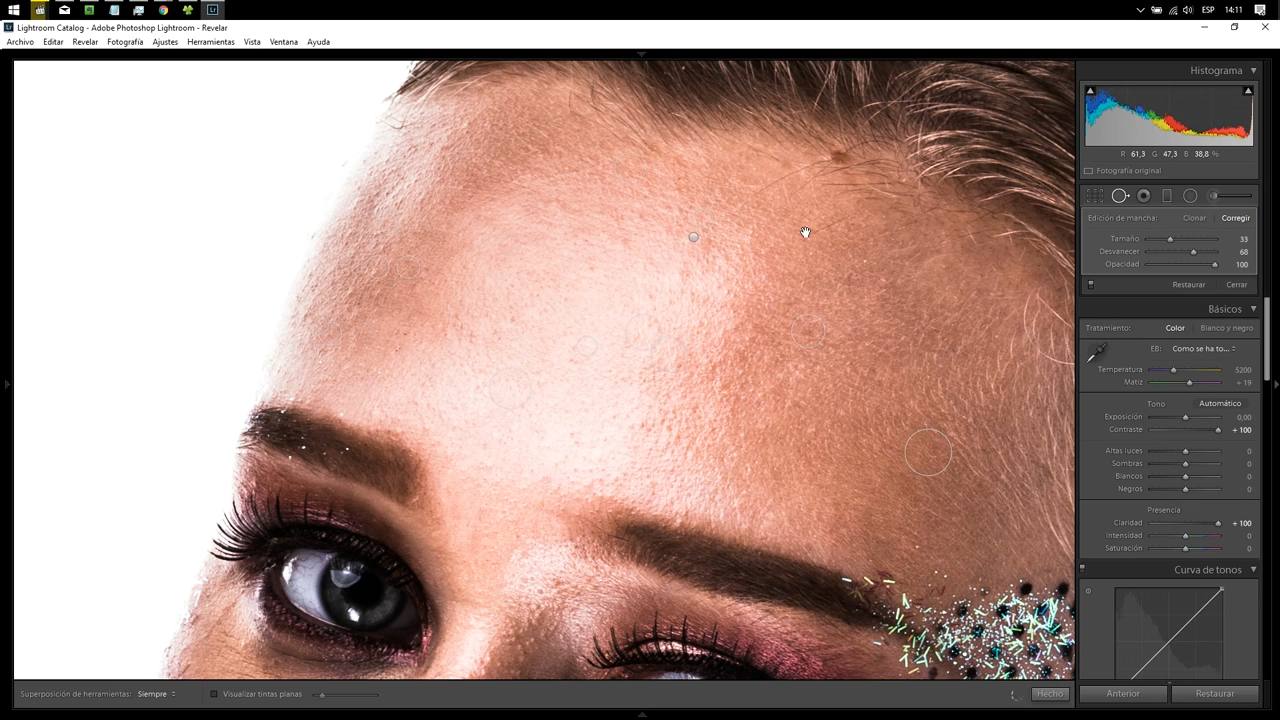 ESP 14:11
Lightroom Catalog - Adobe Photoshop Lightroom - Revelar
Archivo Editar Revelar Fotografía Ajustes Herramientas Vista Ventana Ayuda
Histograma
R 61,3 G 47,3 B 38,8 %
Fotografía original
Edición de mancha: Clonar Corregir
Tamaño 33
Desvanecer 68
Opacidad 100
Restaurar Cerrar
Básicos
Tratamiento: Color Blanco y negro
EB: Como se ha to...
Temperatura 5200
Matiz + 19
Tono Automático
Exposición 0,00
Contraste + 100
Altas luces 0
Sombras 0
Blancos 0
Negros 0
Presencia
Claridad + 100
Intensidad 0
Saturación 0
Curva de tonos
Superposición de herramientas: Siempre Visualizar tintas planas Hecho
Anterior Restaurar